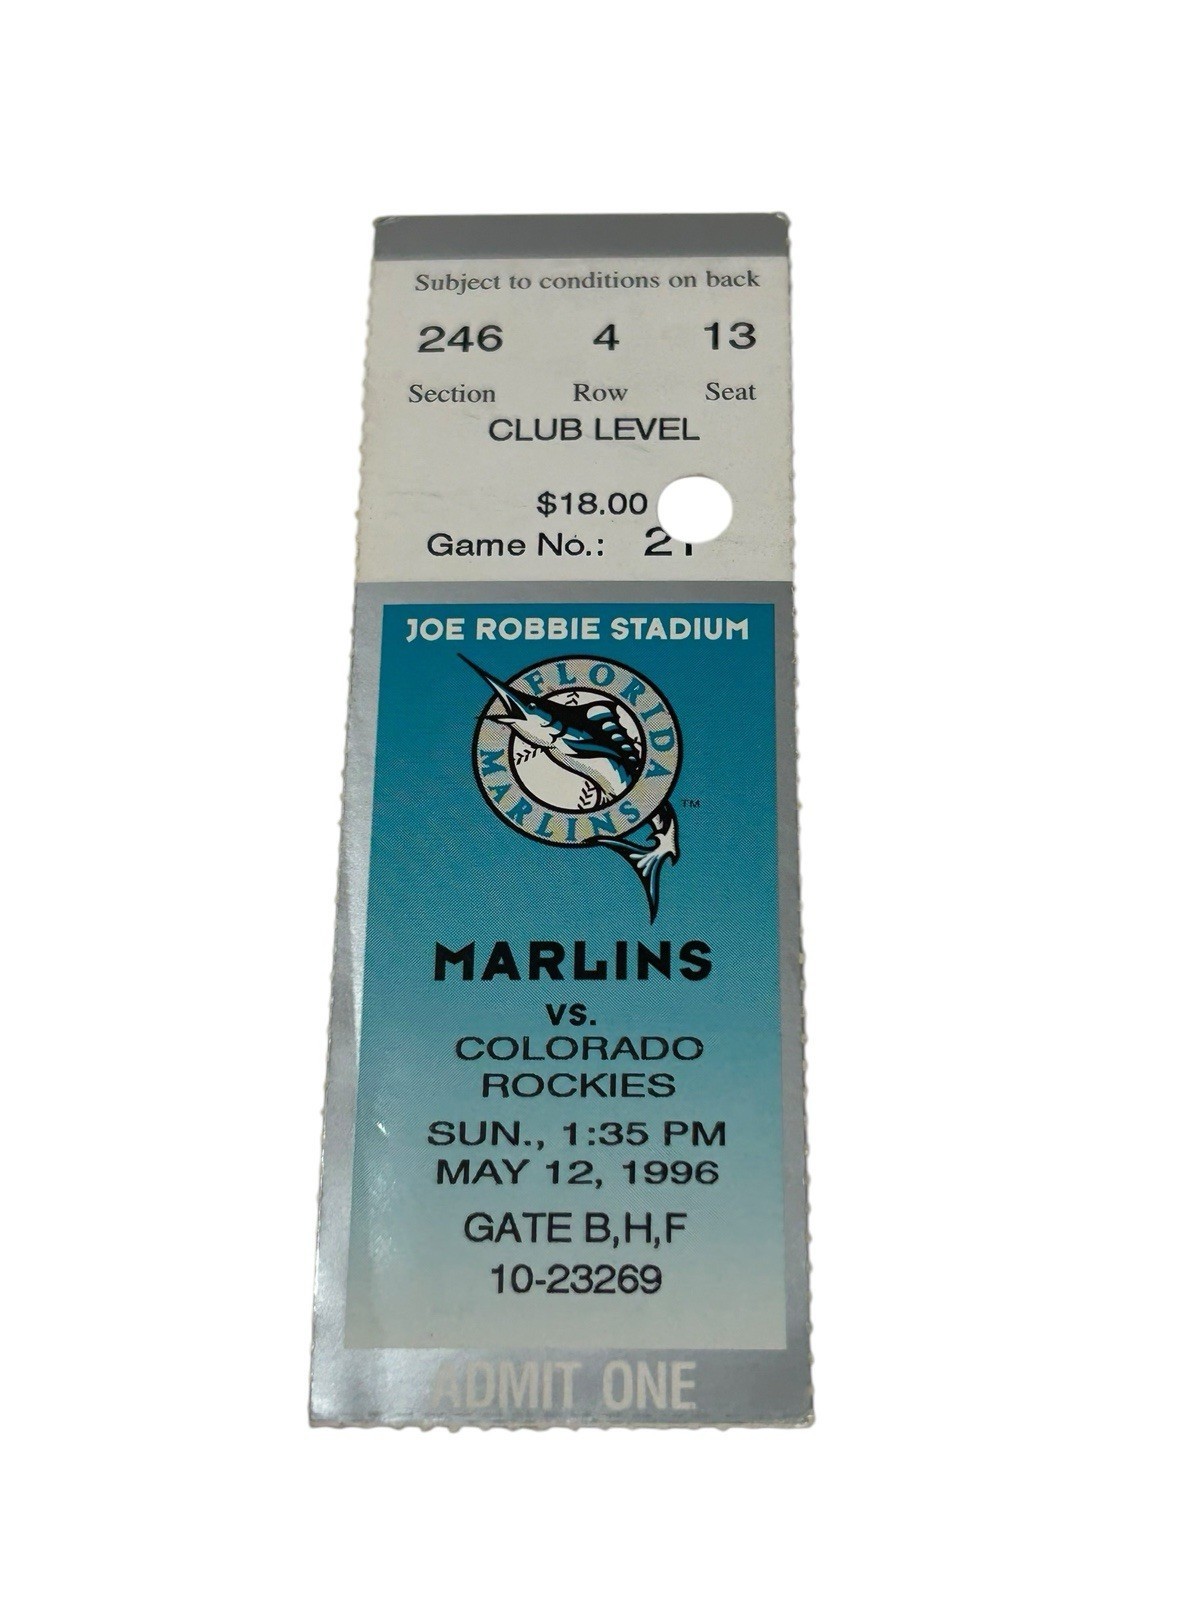 Subject to conditions on back
246 4 13
Section Row Seat
CLUB LEVEL
$18.00
Game No.: 21
JOE ROBBIE STADIUM
FLORIDA
MARLINS
TM
MARLINS
VS.
COLORADO
ROCKIES
SUN., 1:35 PM
MAY 12, 1996
GATE B,H,F
10-23269
ADMIT ONE